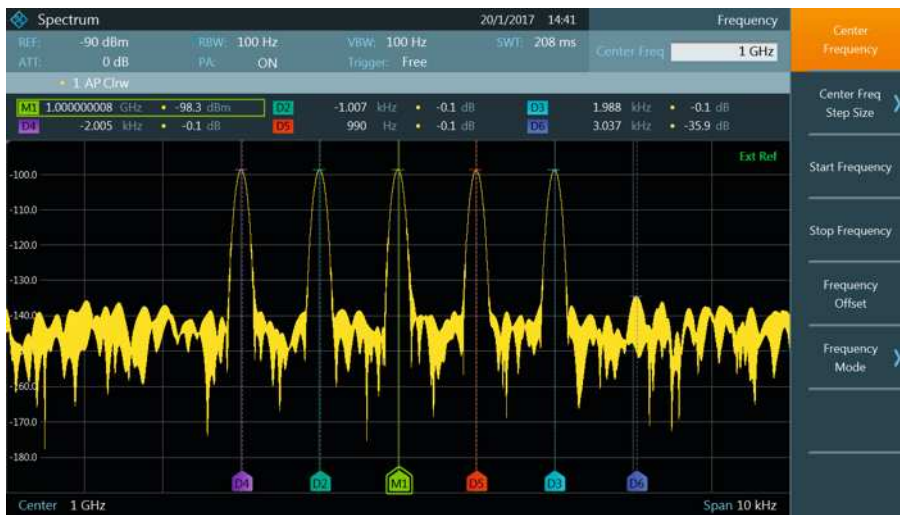 Spectrum 20/1/2017 14:41 Frequency
REF: -90 dBm RBW: 100 Hz VBW: 100 Hz SWT: 208 ms
ATT: 0 dB PA: ON Trigger: Free
Center Freq 1 GHz
• 1 AP Clrw
M1 1.000000008 GHz • -98.3 dBm D2 -1.007 kHz • -0.1 dB D3 1.988 kHz • -0.1 dB
D4 -2.005 kHz • -0.1 dB D5 990 Hz • -0.1 dB D6 3.037 kHz • -35.9 dB
Ext Ref
-100.0
-110.0
-120.0
-130.0
-140.0
-160.0
-170.0
-180.0
D4 D2 M1 D5 D3 D6
Center 1 GHz Span 10 kHz
Center
Frequency
Center Freq
Step Size
Start Frequency
Stop Frequency
Frequency
Offset
Frequency
Mode